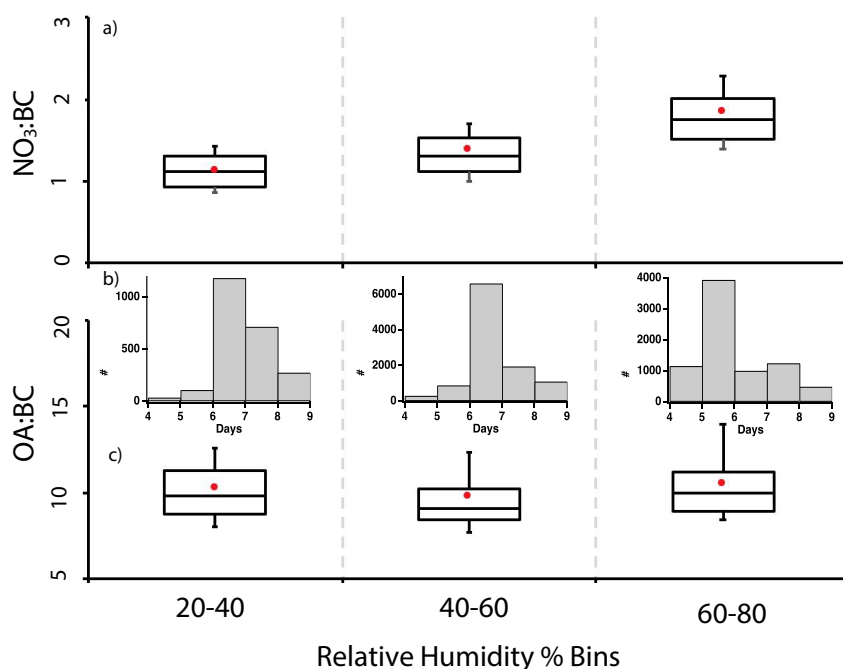 a)
NO₃:BC
3
2
1
0
b)
#
1000
500
0
4 5 6 7 8 9
Days
6000
4000
2000
0
#
4 5 6 7 8 9
Days
4000
3000
2000
1000
0
#
4 5 6 7 8 9
Days
c)
OA:BC
20
15
10
5
20-40
40-60
60-80
Relative Humidity % Bins